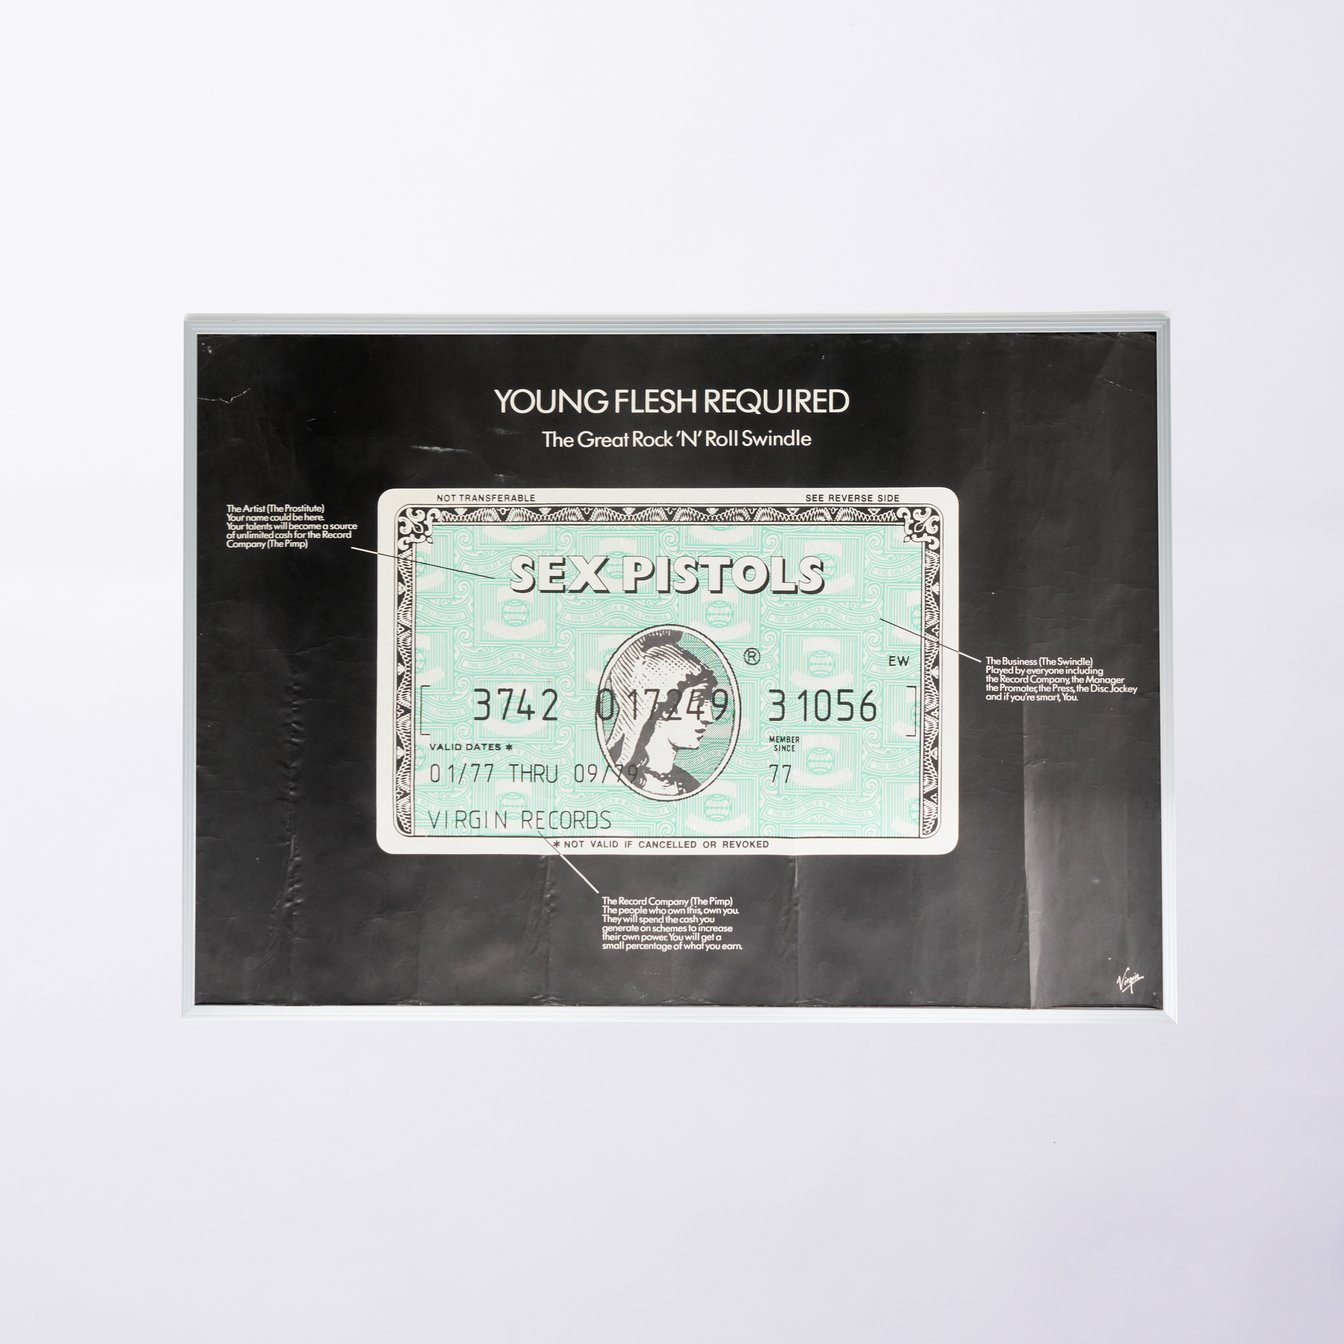 YOUNG FLESH REQUIRED
The Great Rock 'N' Roll Swindle
The Artist (The Prostitute)
Your name could be here.
Your talents will become a source
of unlimited cash for the Record
Company (The Pimp)
NOT TRANSFERABLE
SEE REVERSE SIDE
SEX PISTOLS
®
EW
3742 017249 31056
VALID DATES *
MEMBER
SINCE
01/77 THRU 09/79
77
VIRGIN RECORDS
* NOT VALID IF CANCELLED OR REVOKED
The Business (The Swindle)
Played by everyone including
the Record Company, the Manager
the Promoter, the Press, the Disc Jockey
and if you're smart, You.
The Record Company (The Pimp)
The people who own this, own you.
They will spend the cash you
generate on schemes to increase
their own power. You will get a
small percentage of what you earn.
Virgin